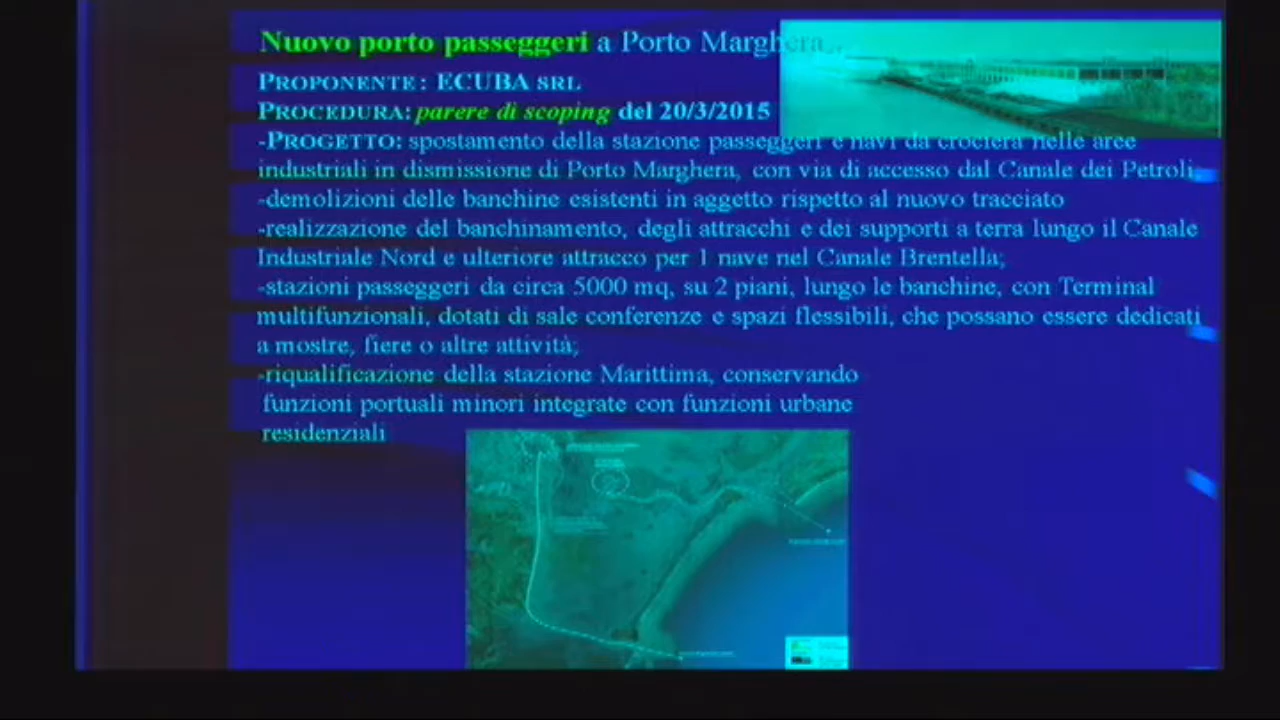 Nuovo porto passeggeri a Porto Marghera..
PROPONENTE: ECUBA SRL
PROCEDURA: parere di scoping del 20/3/2015
-PROGETTO: spostamento della stazione passeggeri e navi da crociera nelle aree
industriali in dismissione di Porto Marghera, con via di accesso dal Canale dei Petroli.
-demolizioni delle banchine esistenti in aggetto rispetto al nuovo tracciato
-realizzazione del banchinamento, degli attracchi e dei supporti a terra lungo il Canale
Industriale Nord e ulteriore attracco per 1 nave nel Canale Brentella;
-stazioni passeggeri da circa 5000 mq, su 2 piani, lungo le banchine, con Terminal
multifunzionali, dotati di sale conferenze e spazi flessibili, che possano essere dedicati
a mostre, fiere o altre attività;
-riqualificazione della stazione Marittima, conservando
funzioni portuali minori integrate con funzioni urbane
residenziali